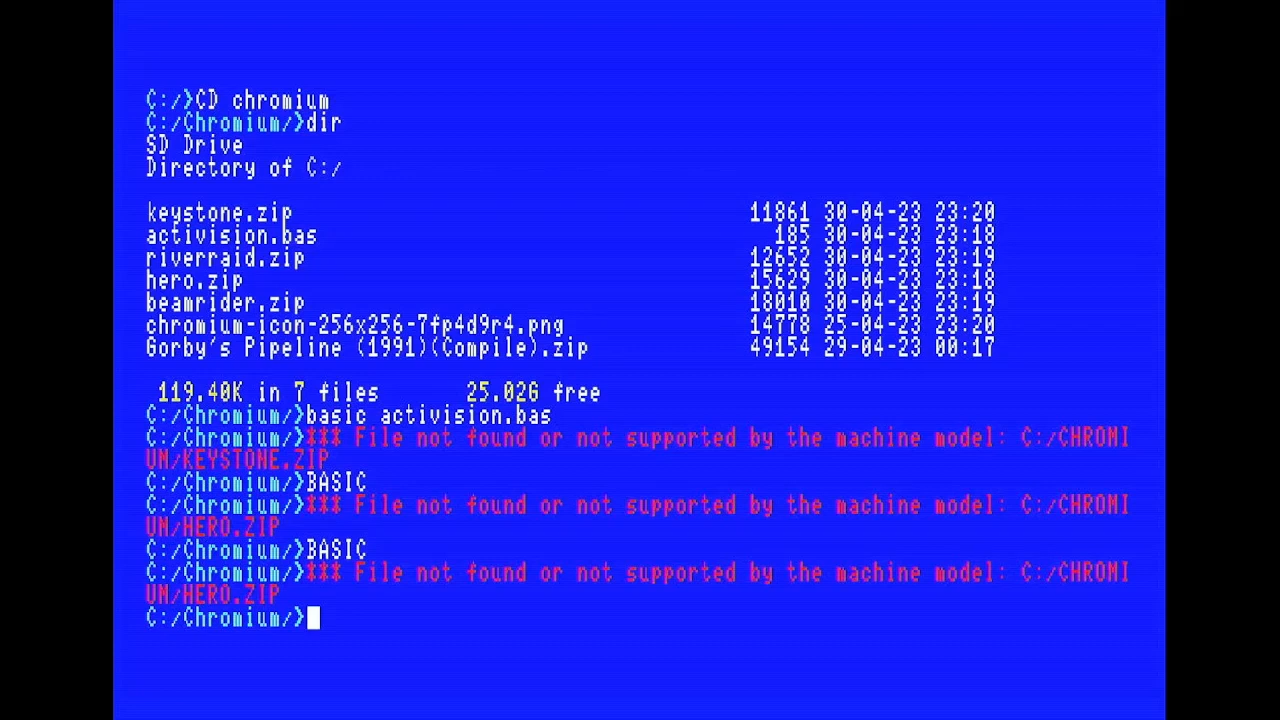 C:/>CD chromium
C:/Chromium/>dir
SD Drive
Directory of C:/
keystone.zip 11861 30-04-23 23:20
activision.bas 185 30-04-23 23:18
riverraid.zip 12652 30-04-23 23:19
hero.zip 15629 30-04-23 23:18
beamrider.zip 18010 30-04-23 23:19
chromium-icon-256x256-7fp4d9r4.png 14778 25-04-23 23:20
Gorby's Pipeline (1991)(Compile).zip 49154 29-04-23 00:17
119.40K in 7 files 25.02G free
C:/Chromium/>basic activision.bas
C:/Chromium/>*** File not found or not supported by the machine model: C:/CHROMI
UM/KEYSTONE.ZIP
C:/Chromium/>BASIC
C:/Chromium/>*** File not found or not supported by the machine model: C:/CHROMI
UM/HERO.ZIP
C:/Chromium/>BASIC
C:/Chromium/>*** File not found or not supported by the machine model: C:/CHROMI
UM/HERO.ZIP
C:/Chromium/>